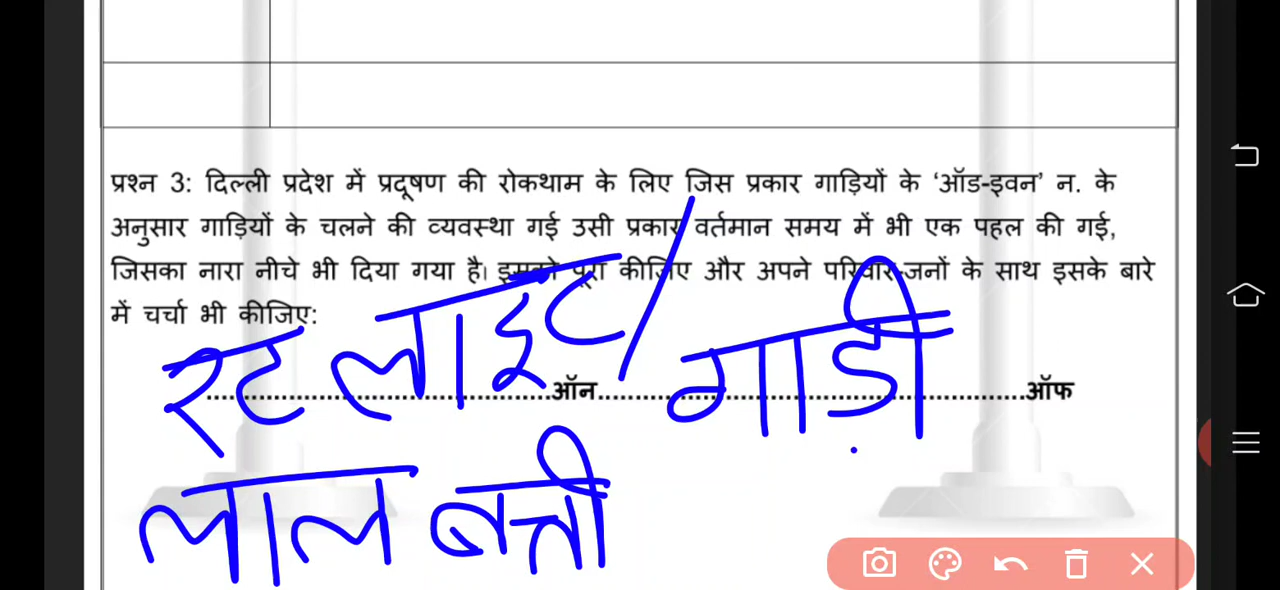 प्रश्न 3: दिल्ली प्रदेश में प्रदूषण की रोकथाम के लिए जिस प्रकार गाड़ियों के 'ऑड-इवन' न. के
अनुसार गाड़ियों के चलने की व्यवस्था गई उसी प्रकार वर्तमान समय में भी एक पहल की गई,
जिसका नारा नीचे भी दिया गया है। इसको पूरा कीजिए और अपने परिवार-जनों के साथ इसके बारे
में चर्चा भी कीजिए:
रट लाइट / गाड़ी
........................................ऑन..................................................ऑफ
लाल बत्ती